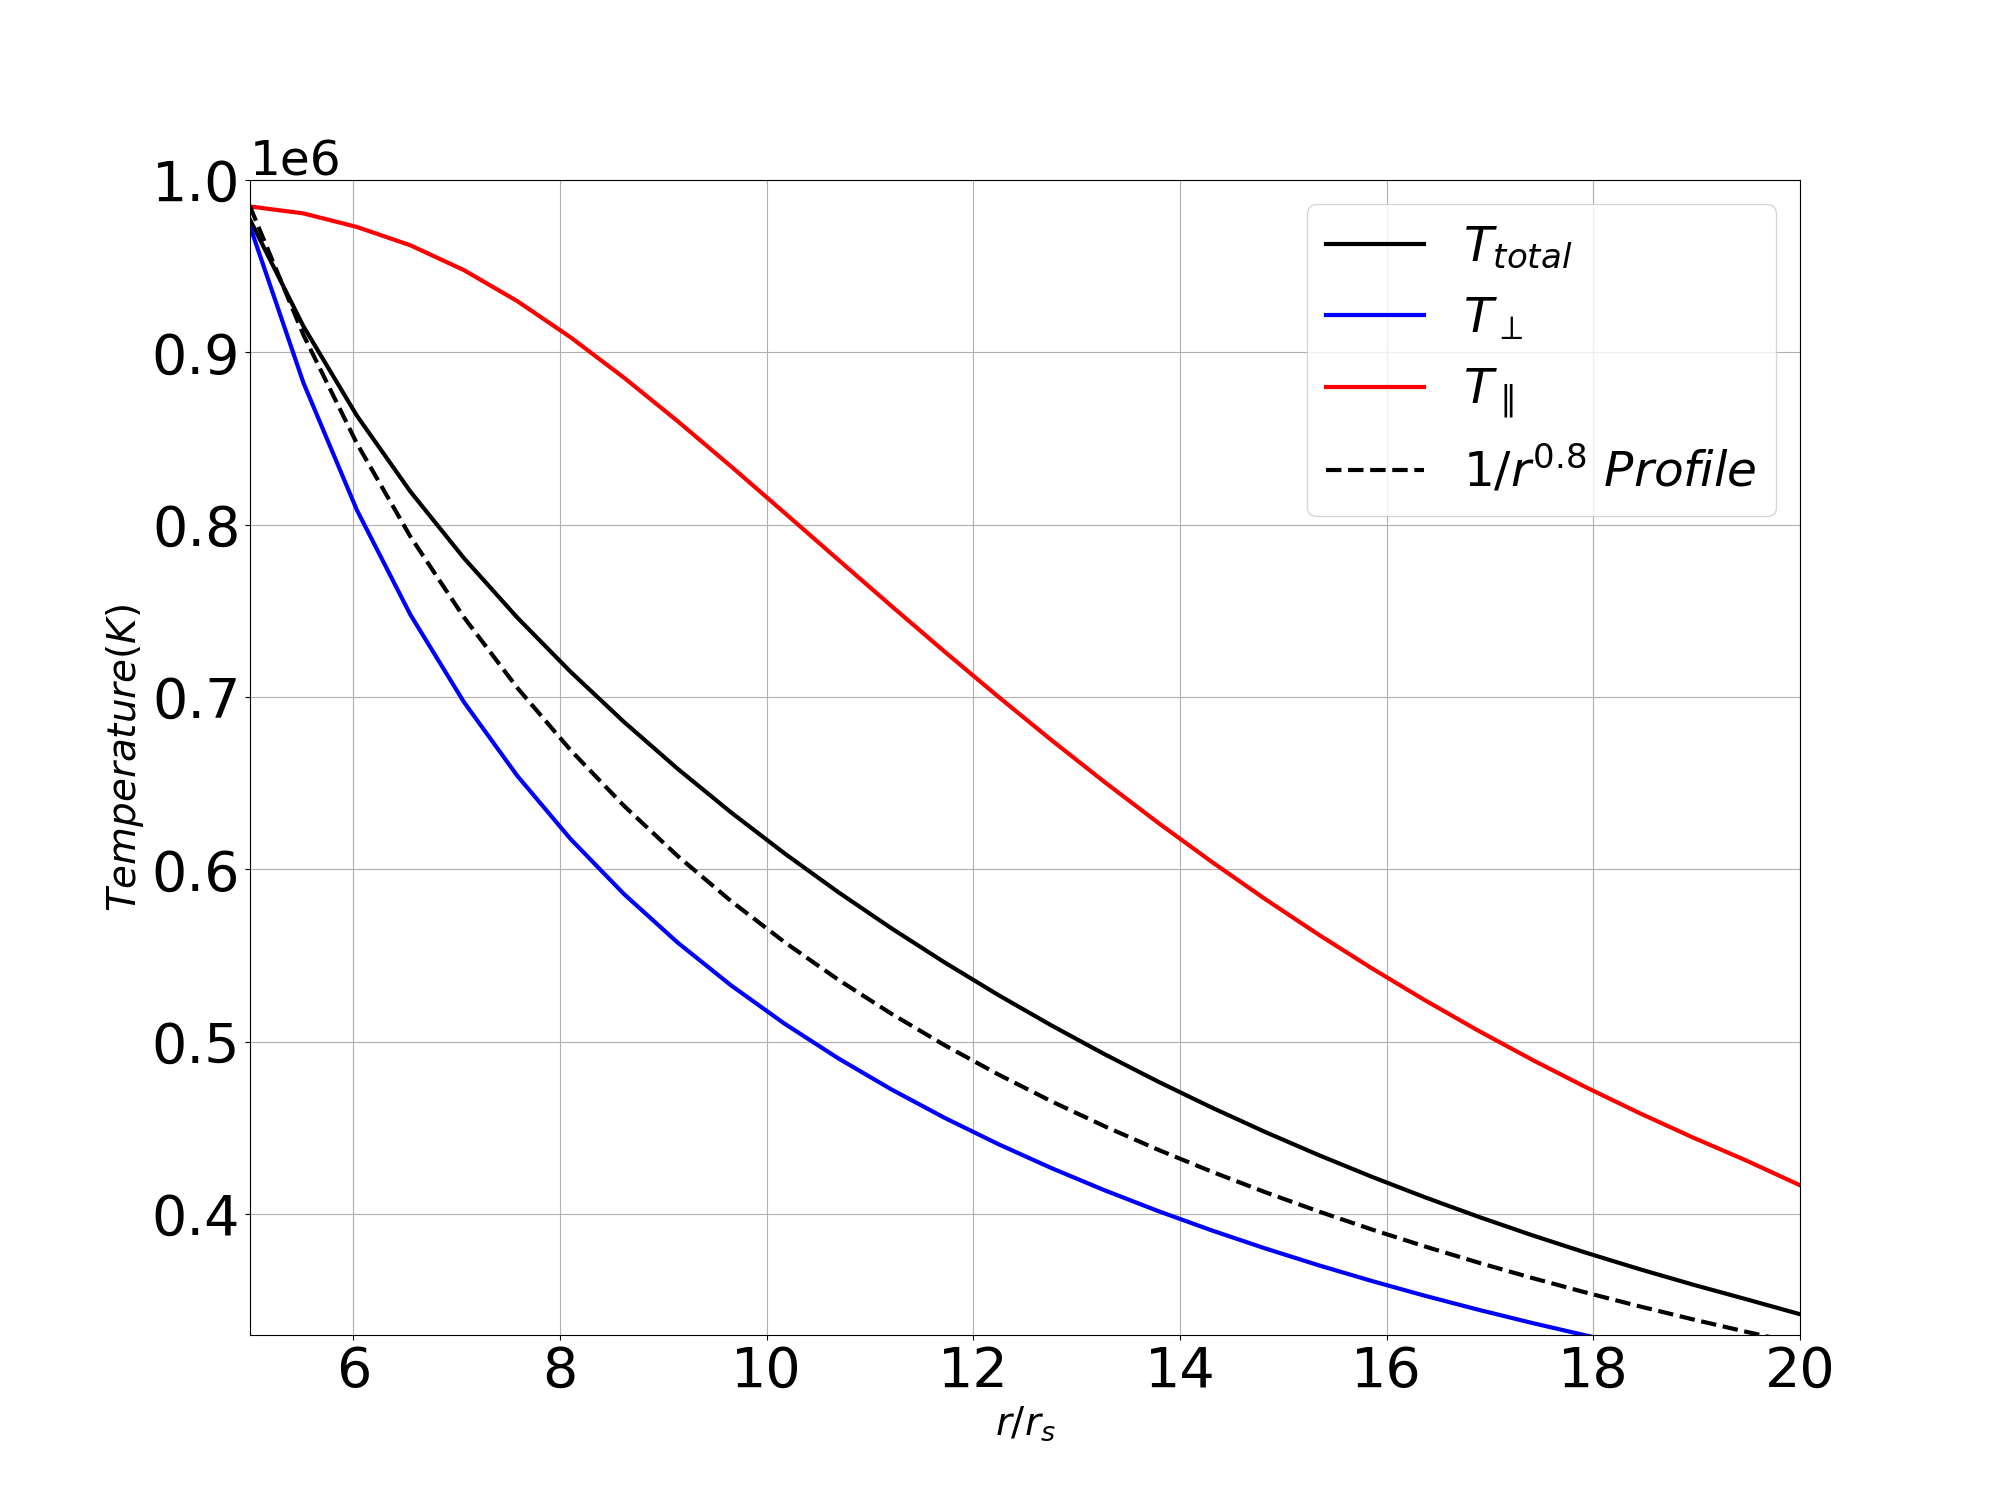 1e6
1.0
0.9
0.8
0.7
0.6
0.5
0.4
Temperature(K)
6 8 10 12 14 16 18 20
r/r_s
T_total
T_⊥
T_∥
1/r^0.8 Profile